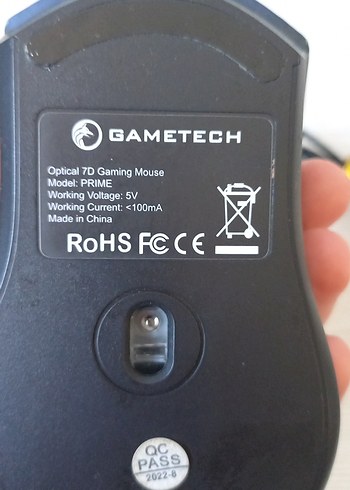 GAMETECH
Optical 7D Gaming Mouse
Model: PRIME
Working Voltage: 5V
Working Current: <100mA
Made in China
RoHS FC CE
QC
PASS
2022-8